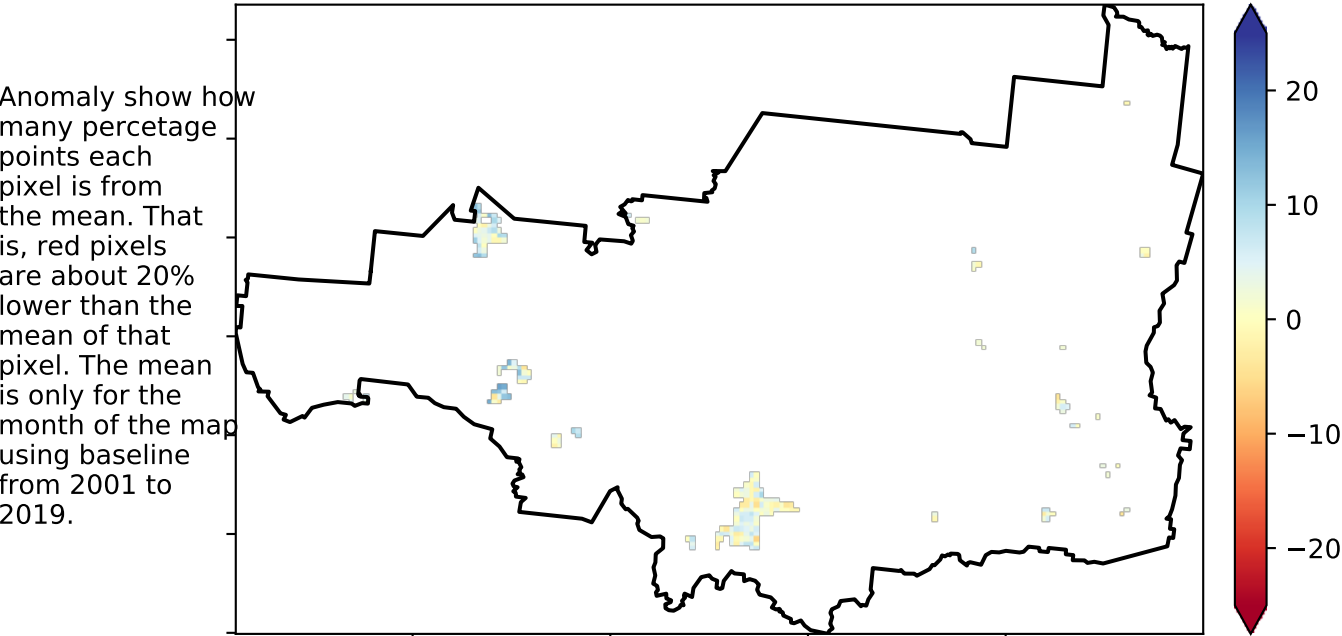 Anomaly show how
many percetage
points each
pixel is from
the mean. That
is, red pixels
are about 20%
lower than the
mean of that
pixel. The mean
is only for the
month of the map
using baseline
from 2001 to
2019.
20
10
0
−10
−20